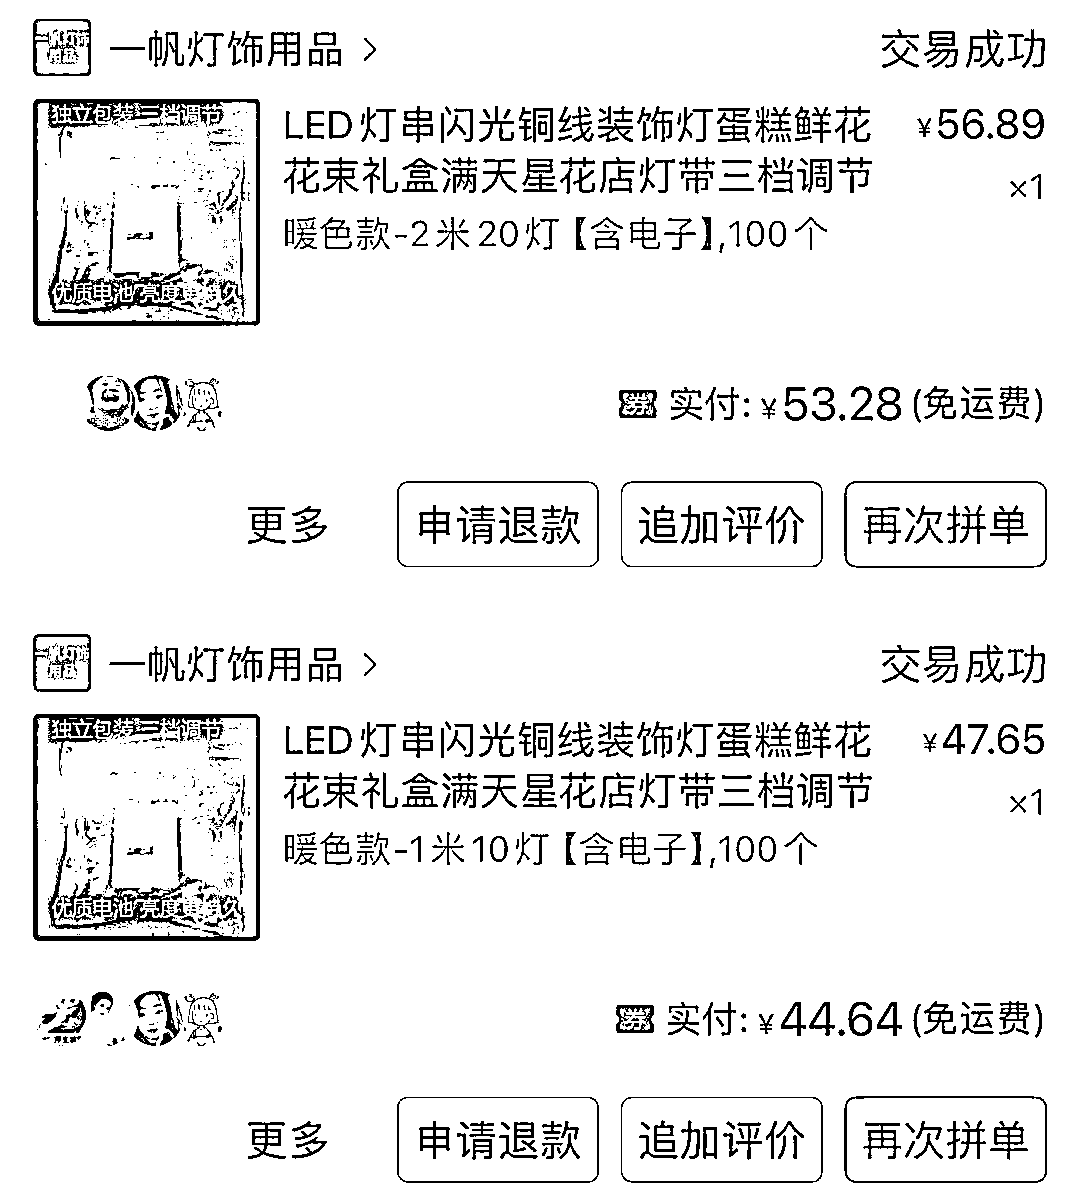 一帆灯饰用品 >
交易成功
独立包装 三档调节
LED灯串闪光铜线装饰灯蛋糕鲜花
¥56.89
花束礼盒满天星花店灯带三档调节
×1
暖色款-2米20灯【含电子】,100个
优质电池 亮度更持久
券 实付: ¥53.28 (免运费)
更多
申请退款
追加评价
再次拼单
一帆灯饰用品 >
交易成功
独立包装 三档调节
LED灯串闪光铜线装饰灯蛋糕鲜花
¥47.65
花束礼盒满天星花店灯带三档调节
×1
暖色款-1米10灯【含电子】,100个
优质电池 亮度更持久
券 实付: ¥44.64 (免运费)
更多
申请退款
追加评价
再次拼单